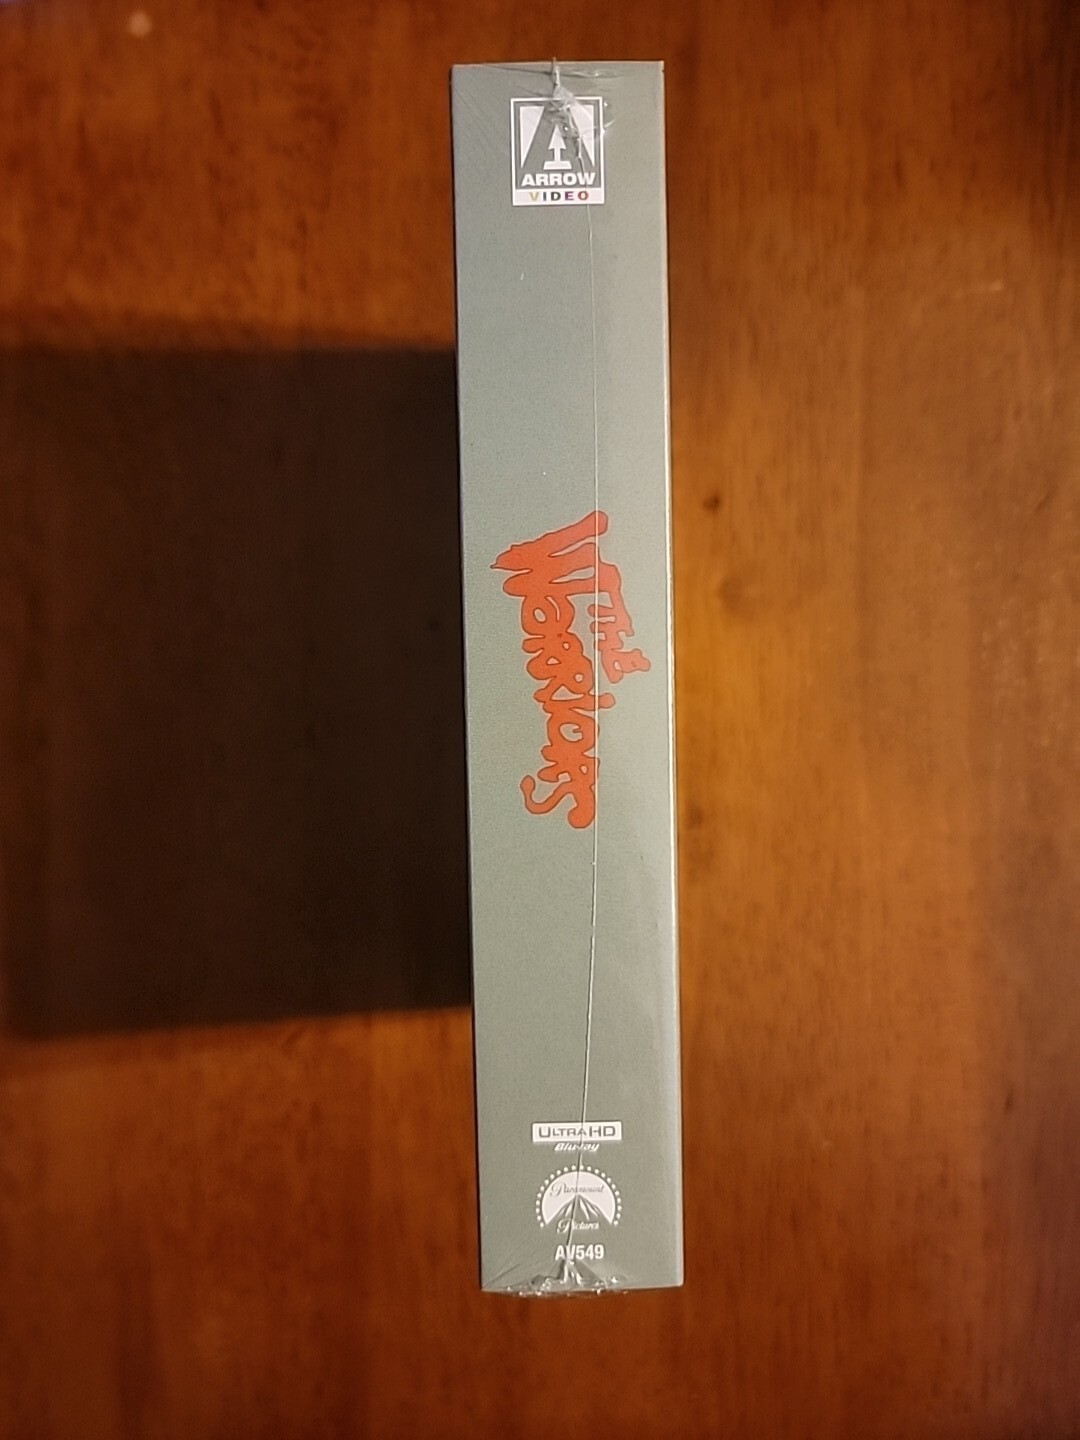 ARROW
VIDEO
THE
WARRIORS
ULTRA HD
Blu-ray
Paramount
Pictures
AV549